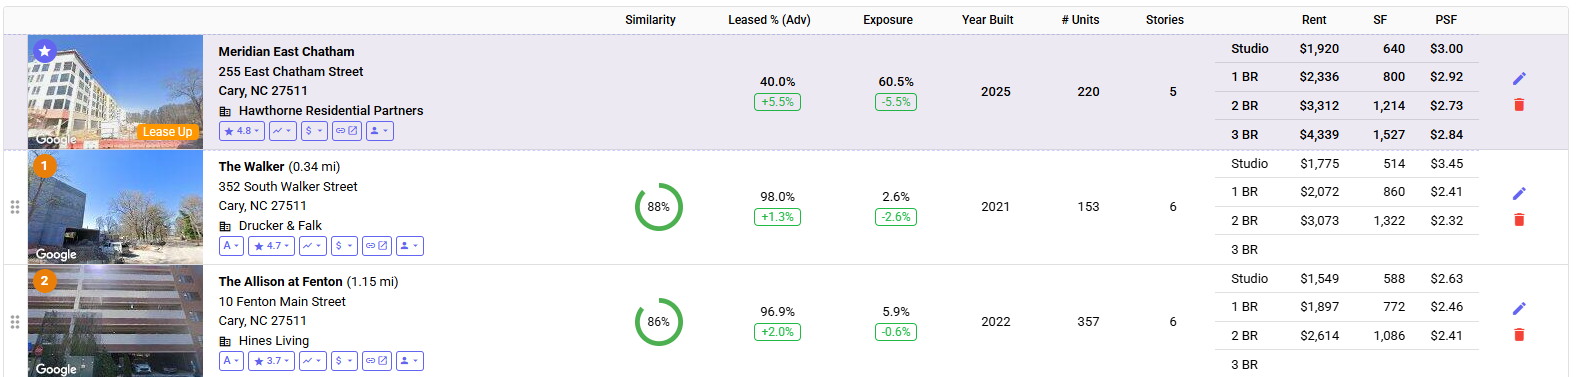 Similarity Leased % (Adv) Exposure Year Built # Units Stories Rent SF PSF
Meridian East Chatham
255 East Chatham Street
Cary, NC 27511
Hawthorne Residential Partners
4.8 $
Lease Up
Google
40.0%
+5.5%
60.5%
-5.5%
2025 220 5
Studio $1,920 640 $3.00
1 BR $2,336 800 $2.92
2 BR $3,312 1,214 $2.73
3 BR $4,339 1,527 $2.84
1
The Walker (0.34 mi)
352 South Walker Street
Cary, NC 27511
Drucker & Falk
A 4.7 $
Google
88%
98.0%
+1.3%
2.6%
-2.6%
2021 153 6
Studio $1,775 514 $3.45
1 BR $2,072 860 $2.41
2 BR $3,073 1,322 $2.32
3 BR
2
The Allison at Fenton (1.15 mi)
10 Fenton Main Street
Cary, NC 27511
Hines Living
A 3.7 $
Google
86%
96.9%
+2.0%
5.9%
-0.6%
2022 357 6
Studio $1,549 588 $2.63
1 BR $1,897 772 $2.46
2 BR $2,614 1,086 $2.41
3 BR